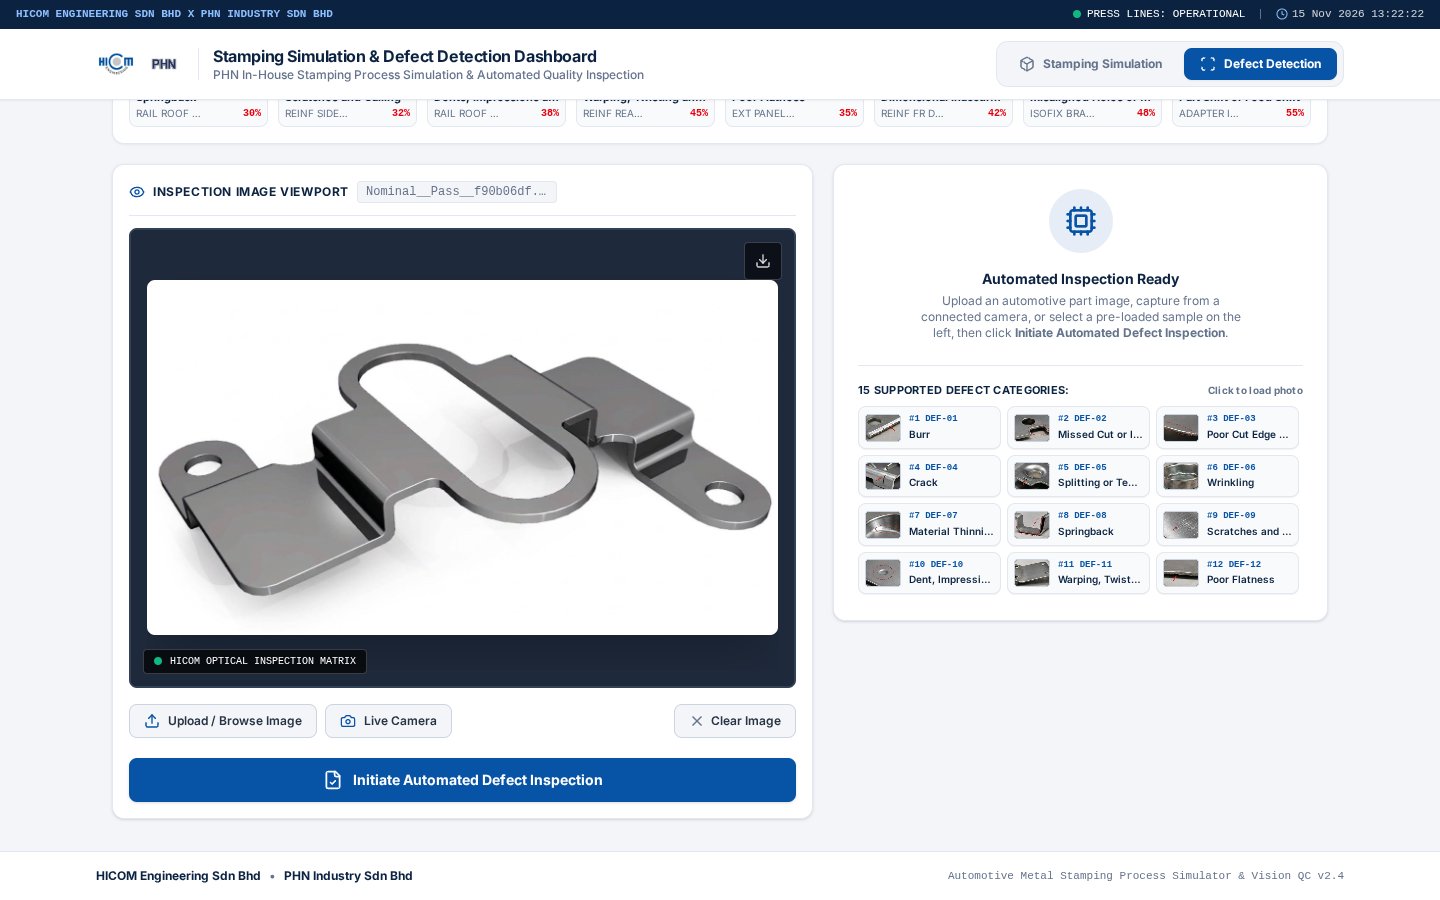 HICOM ENGINEERING SDN BHD X PHN INDUSTRY SDN BHD
PRESS LINES: OPERATIONAL | 15 Nov 2026 13:22:22
HICOM
PHN
Stamping Simulation & Defect Detection Dashboard
PHN In-House Stamping Process Simulation & Automated Quality Inspection
Stamping Simulation
Defect Detection
RAIL ROOF ... 30%
REINF SIDE... 32%
RAIL ROOF ... 38%
REINF REA... 45%
EXT PANEL... 35%
REINF FR D... 42%
ISOFIX BRA... 48%
ADAPTER I... 55%
INSPECTION IMAGE VIEWPORT
Nominal__Pass__f90b06df.…
HICOM OPTICAL INSPECTION MATRIX
Upload / Browse Image
Live Camera
Clear Image
Initiate Automated Defect Inspection
Automated Inspection Ready
Upload an automotive part image, capture from a
connected camera, or select a pre-loaded sample on the
left, then click Initiate Automated Defect Inspection.
15 SUPPORTED DEFECT CATEGORIES:
Click to load photo
#1 DEF-01
Burr
#2 DEF-02
Missed Cut or I...
#3 DEF-03
Poor Cut Edge ...
#4 DEF-04
Crack
#5 DEF-05
Splitting or Te...
#6 DEF-06
Wrinkling
#7 DEF-07
Material Thinni...
#8 DEF-08
Springback
#9 DEF-09
Scratches and ...
#10 DEF-10
Dent, Impressi...
#11 DEF-11
Warping, Twist...
#12 DEF-12
Poor Flatness
HICOM Engineering Sdn Bhd • PHN Industry Sdn Bhd
Automotive Metal Stamping Process Simulator & Vision QC v2.4